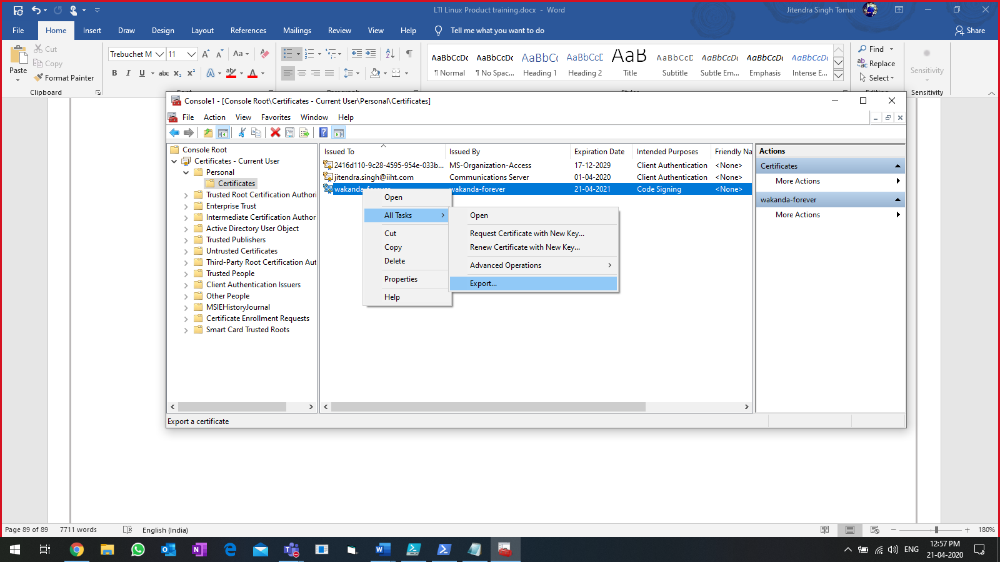 LTI Linux Product training.docx - Word
Jitendra Singh Tomar
File Home Insert Draw Design Layout References Mailings Review View Help Tell me what you want to do Share
Paste
Cut
Copy
Format Painter
Clipboard
Trebuchet M 11
Aa
B I U abc x₂ x² A A
AaBbCcDc AaBbCcDc AaBbCc AaBbCcD AaB AaBbCcD AaBbCcDc AaBbCcDc AaBbCcDc
¶ Normal ¶ No Spac... Heading 1 Heading 2 Title Subtitle Subtle Em... Emphasis Intense E...
Find
Replace
Select
Sensitivity
Sensitivity
Console1 - [Console Root\Certificates - Current User\Personal\Certificates]
File Action View Favorites Window Help
Console Root
Certificates - Current User
Personal
Certificates
Trusted Root Certification Authori
Enterprise Trust
Intermediate Certification Author
Active Directory User Object
Trusted Publishers
Untrusted Certificates
Third-Party Root Certification Aut
Trusted People
Client Authentication Issuers
Other People
MSIEHistoryJournal
Certificate Enrollment Requests
Smart Card Trusted Roots
Issued To Issued By Expiration Date Intended Purposes Friendly Na
2416d110-9c28-4595-954e-033b... MS-Organization-Access 17-12-2029 Client Authentication <None>
jitendra.singh@iiht.com Communications Server 01-04-2020 Client Authentication <None>
wakanda-forever wakanda-forever 21-04-2021 Code Signing <None>
Open
All Tasks
Cut
Copy
Delete
Properties
Help
Open
Request Certificate with New Key...
Renew Certificate with New Key...
Advanced Operations
Export...
Actions
Certificates
More Actions
wakanda-forever
More Actions
Export a certificate
Page 89 of 89 7711 words English (India) 180%
ENG 12:57 PM
21-04-2020